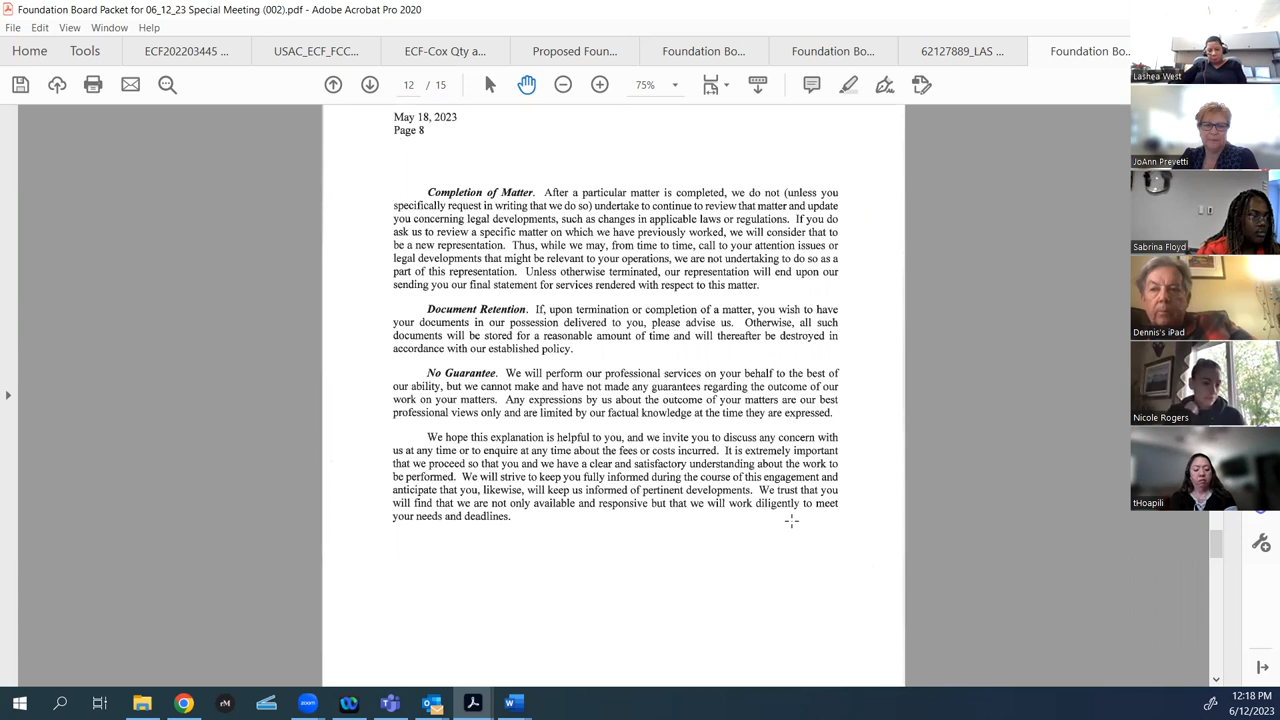 Foundation Board Packet for 06_12_23 Special Meeting (002).pdf - Adobe Acrobat Pro 2020
File Edit View Window Help
Home Tools ECF202203445 ... USAC_ECF_FCC... ECF-Cox Qty a... Proposed Foun... Foundation Bo... Foundation Bo... 62127889_LAS ... Foundation Bo...
12 / 15 75%
May 18, 2023
Page 8
Completion of Matter. After a particular matter is completed, we do not (unless you
specifically request in writing that we do so) undertake to continue to review that matter and update
you concerning legal developments, such as changes in applicable laws or regulations. If you do
ask us to review a specific matter on which we have previously worked, we will consider that to
be a new representation. Thus, while we may, from time to time, call to your attention issues or
legal developments that might be relevant to your operations, we are not undertaking to do so as a
part of this representation. Unless otherwise terminated, our representation will end upon our
sending you our final statement for services rendered with respect to this matter.
Document Retention. If, upon termination or completion of a matter, you wish to have
your documents in our possession delivered to you, please advise us. Otherwise, all such
documents will be stored for a reasonable amount of time and will thereafter be destroyed in
accordance with our established policy.
No Guarantee. We will perform our professional services on your behalf to the best of
our ability, but we cannot make and have not made any guarantees regarding the outcome of our
work on your matters. Any expressions by us about the outcome of your matters are our best
professional views only and are limited by our factual knowledge at the time they are expressed.
We hope this explanation is helpful to you, and we invite you to discuss any concern with
us at any time or to enquire at any time about the fees or costs incurred. It is extremely important
that we proceed so that you and we have a clear and satisfactory understanding about the work to
be performed. We will strive to keep you fully informed during the course of this engagement and
anticipate that you, likewise, will keep us informed of pertinent developments. We trust that you
will find that we are not only available and responsive but that we will work diligently to meet
your needs and deadlines.
Lashea West
JoAnn Prevetti
Sabrina Floyd
Dennis's iPad
Nicole Rogers
tHoapili
rM
zoom
12:18 PM
6/12/2023